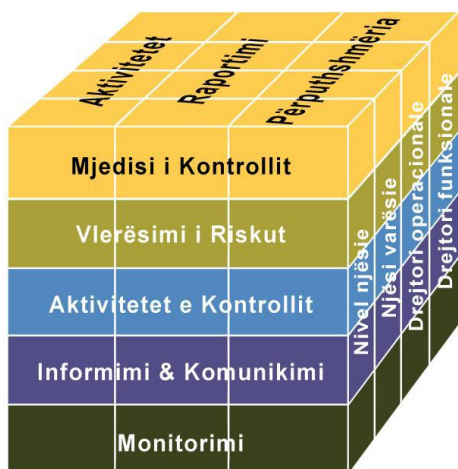 Aktivitetet
Raportimi
Përputhshmëria
Mjedisi i Kontrollit
Vlerësimi i Riskut
Aktivitetet e Kontrollit
Informimi & Komunikimi
Monitorimi
Nivel njësie
Njësi varësie
Drejtori operacionale
Drejtori funksionale